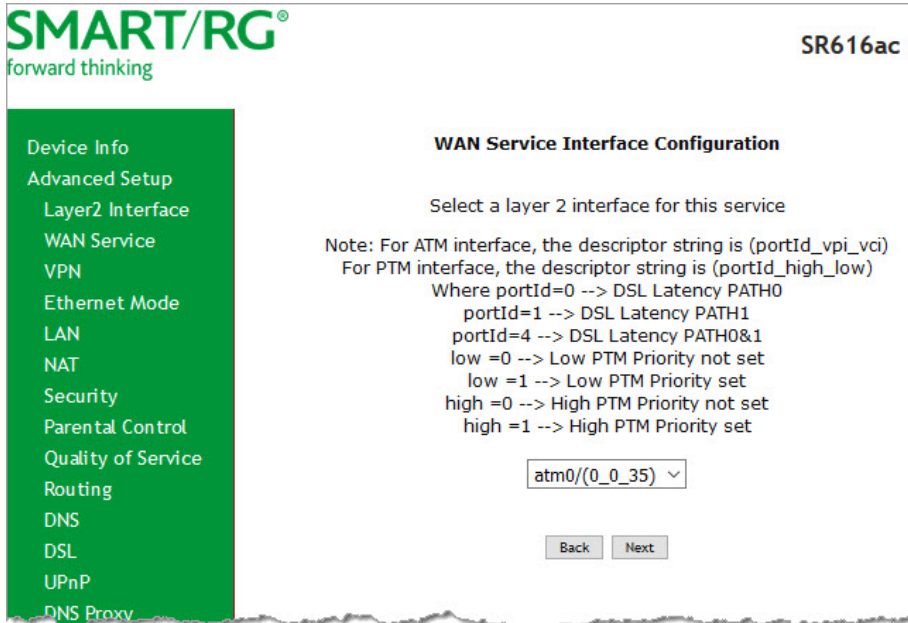 SMART/RG®
forward thinking
SR616ac
Device Info
Advanced Setup
Layer2 Interface
WAN Service
VPN
Ethernet Mode
LAN
NAT
Security
Parental Control
Quality of Service
Routing
DNS
DSL
UPnP
DNS Proxy
WAN Service Interface Configuration
Select a layer 2 interface for this service
Note: For ATM interface, the descriptor string is (portId_vpi_vci)
For PTM interface, the descriptor string is (portId_high_low)
Where portId=0 --> DSL Latency PATH0
portId=1 --> DSL Latency PATH1
portId=4 --> DSL Latency PATH0&1
low =0 --> Low PTM Priority not set
low =1 --> Low PTM Priority set
high =0 --> High PTM Priority not set
high =1 --> High PTM Priority set
atm0/(0_0_35)
Back Next